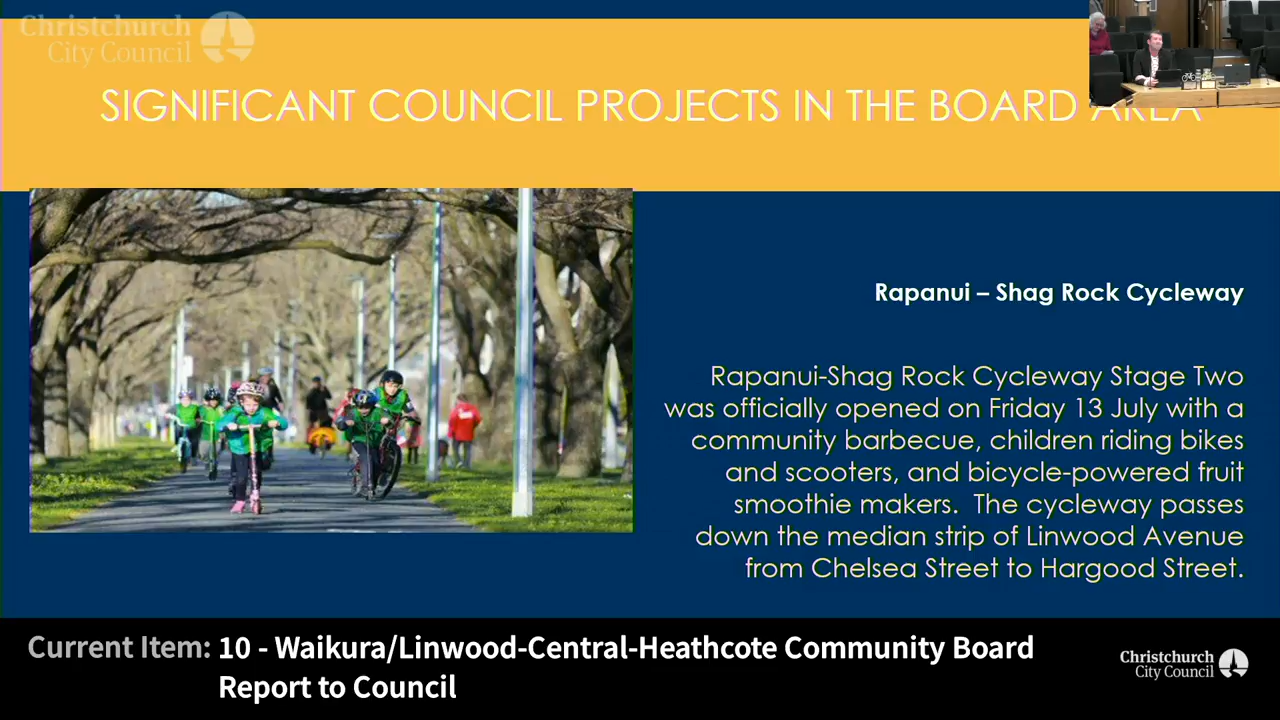 Christchurch
City Council
SIGNIFICANT COUNCIL PROJECTS IN THE BOARD AREA
Rapanui – Shag Rock Cycleway
Rapanui-Shag Rock Cycleway Stage Two
was officially opened on Friday 13 July with a
community barbecue, children riding bikes
and scooters, and bicycle-powered fruit
smoothie makers. The cycleway passes
down the median strip of Linwood Avenue
from Chelsea Street to Hargood Street.
Current Item: 10 - Waikura/Linwood-Central-Heathcote Community Board
Report to Council
Christchurch
City Council